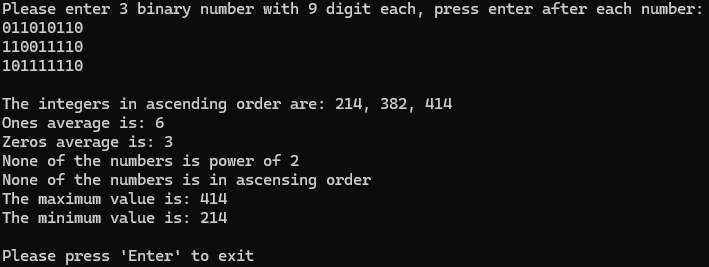 Please enter 3 binary number with 9 digit each, press enter after each number:
011010110
110011110
101111110
The integers in ascending order are: 214, 382, 414
Ones average is: 6
Zeros average is: 3
None of the numbers is power of 2
None of the numbers is in ascensing order
The maximum value is: 414
The minimum value is: 214
Please press 'Enter' to exit